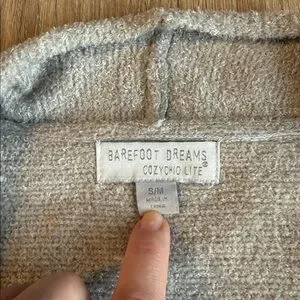 BAREFOOT DREAMS
COZYCHIC LITE®
S/M
MADE IN
CHINA